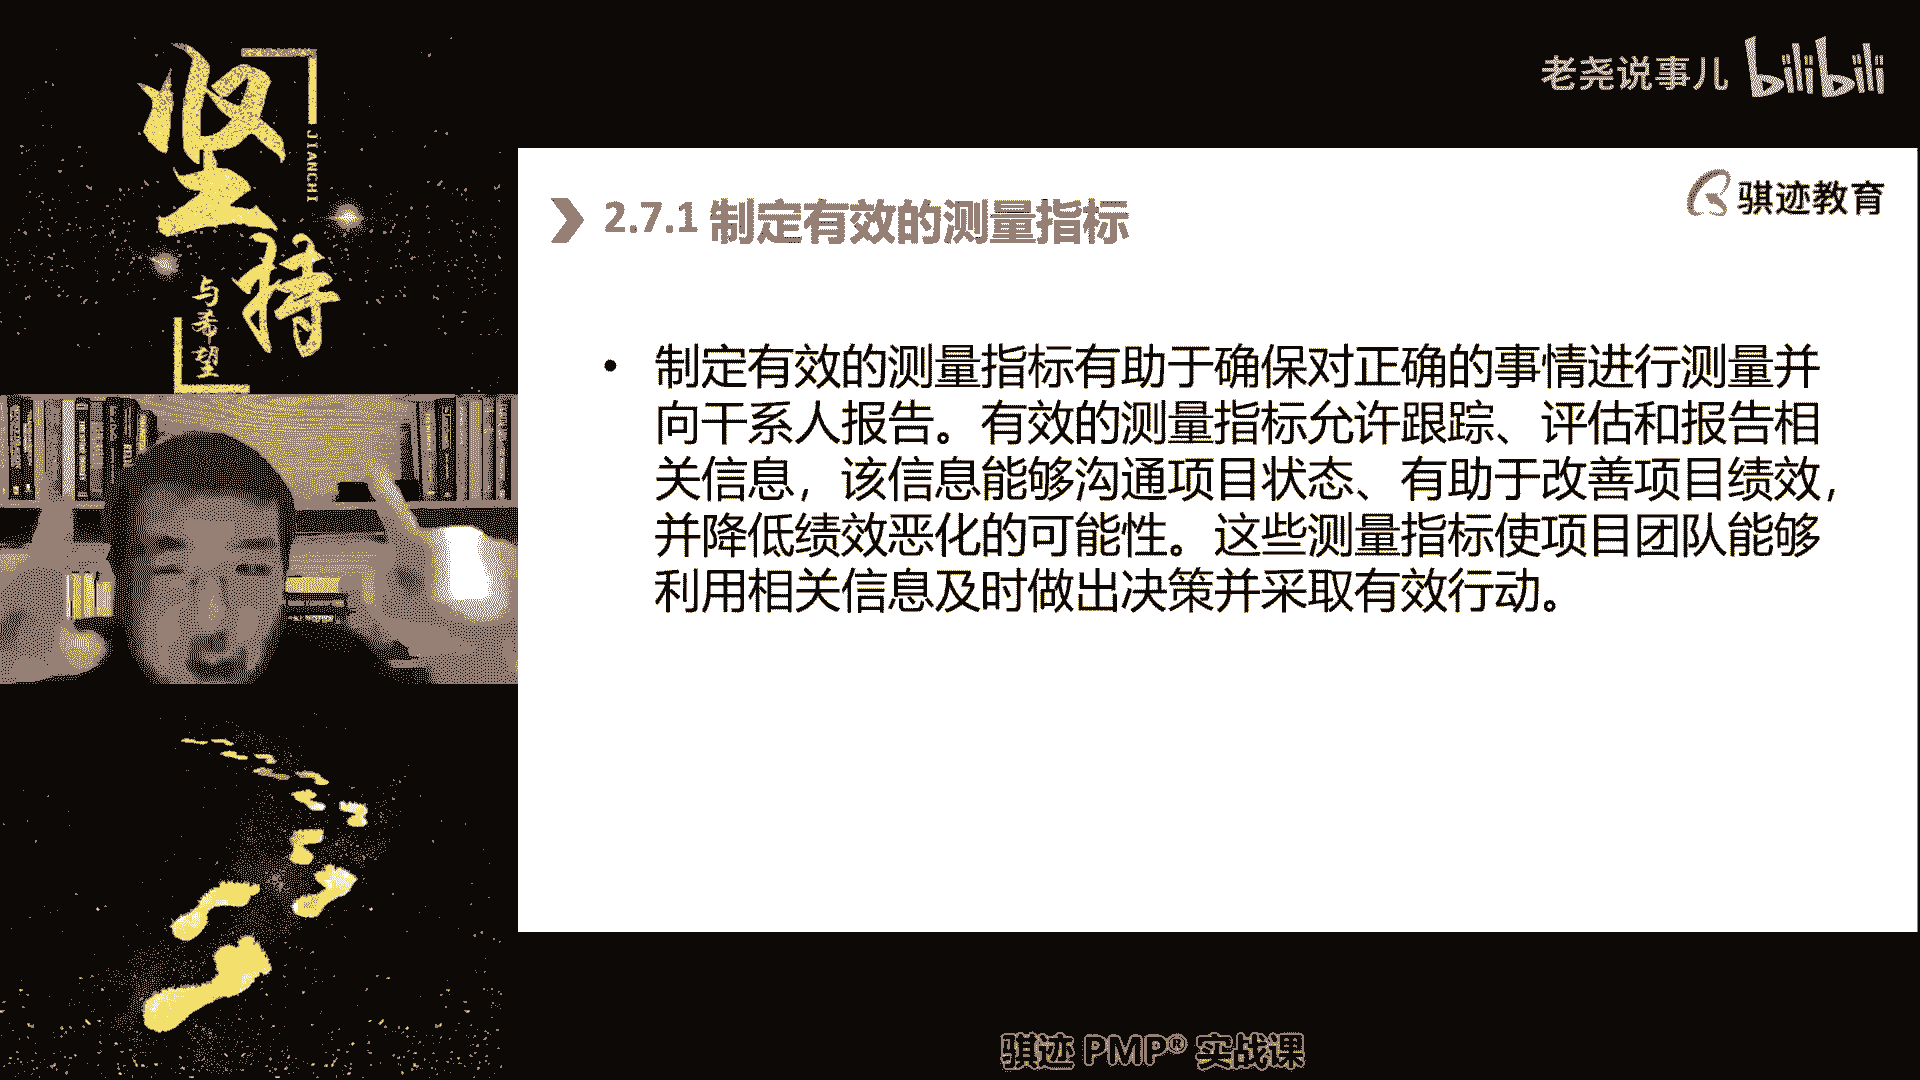 坚持
JIANCHI
与希望
老尧说事儿 bilibili
骐迹教育
2.7.1 制定有效的测量指标
• 制定有效的测量指标有助于确保对正确的事情进行测量并
向干系人报告。有效的测量指标允许跟踪、评估和报告相
关信息，该信息能够沟通项目状态、有助于改善项目绩效，
并降低绩效恶化的可能性。这些测量指标使项目团队能够
利用相关信息及时做出决策并采取有效行动。
骐迹 PMP® 实战课